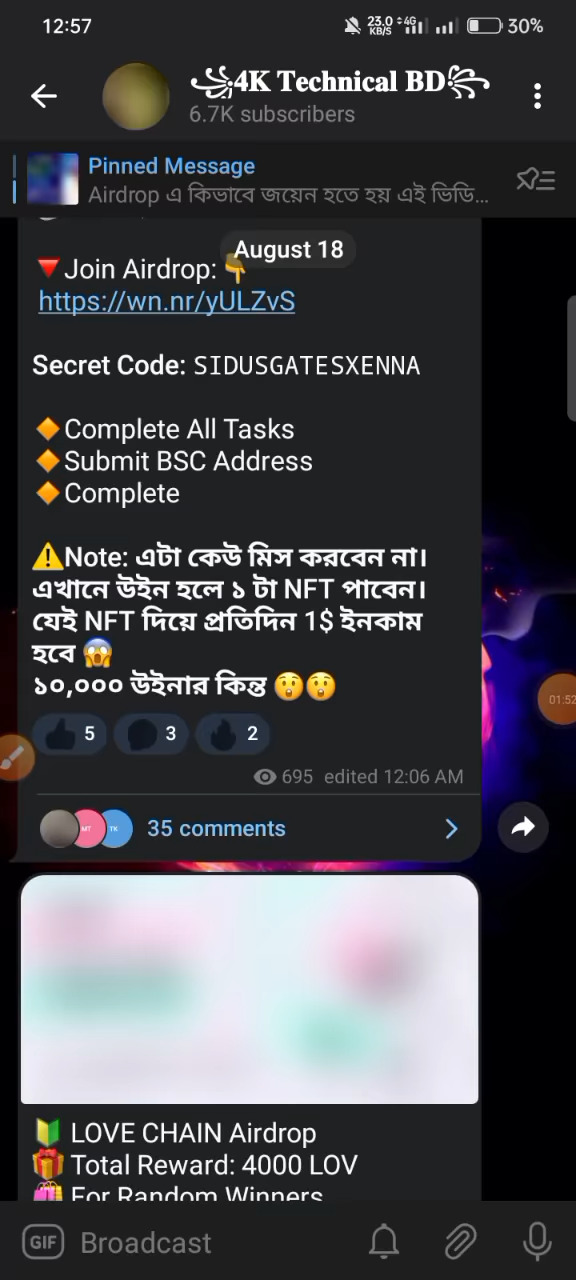 12:57
23.0 KB/S 4G 30%
꧁4K Technical BD꧂
6.7K subscribers
Pinned Message
Airdrop এ কিভাবে জয়েন হতে হয় এই ভিডি...
August 18
🔻Join Airdrop: 👇
https://wn.nr/yULZvS
Secret Code: SIDUSGATESXENNA
🔶Complete All Tasks
🔶Submit BSC Address
🔶Complete
⚠️Note: এটা কেউ মিস করবেন না।
এখানে উইন হলে ১ টা NFT পাবেন।
যেই NFT দিয়ে প্রতিদিন 1$ ইনকাম
হবে 😱
১০,০০০ উইনার কিন্ত 😲😲
01:52
5 3 2
695 edited 12:06 AM
MT TK 35 comments
🔰 LOVE CHAIN Airdrop
🎁 Total Reward: 4000 LOV
🛍️ For Random Winners
GIF Broadcast